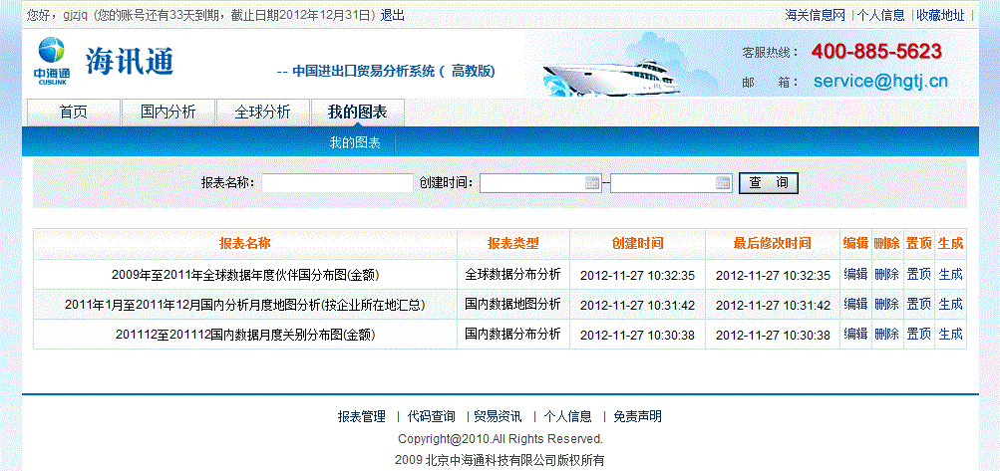 您好，gjzjq（您的账号还有33天到期，截止日期2012年12月31日）退出 海关信息网 | 个人信息 | 收藏地址 |
中海通
CUSLINK
海讯通
-- 中国进出口贸易分析系统（ 高教版)
客服热线： 400-885-5623
邮 箱： service@hgtj.cn
首页 国内分析 全球分析 我的图表
我的图表
报表名称： 创建时间： -- 查 询
报表名称 报表类型 创建时间 最后修改时间 编辑 删除 置顶 生成
2009年至2011年全球数据年度伙伴国分布图(金额) 全球数据分布分析 2012-11-27 10:32:35 2012-11-27 10:32:35 编辑 删除 置顶 生成
2011年1月至2011年12月国内分析月度地图分析(按企业所在地汇总) 国内数据地图分析 2012-11-27 10:31:42 2012-11-27 10:31:42 编辑 删除 置顶 生成
201112至201112国内数据月度关别分布图(金额) 国内数据分布分析 2012-11-27 10:30:38 2012-11-27 10:30:38 编辑 删除 置顶 生成
报表管理 | 代码查询 | 贸易资讯 | 个人信息 | 免责声明
Copyright@2010.All Rights Reserved.
2009 北京中海通科技有限公司版权所有